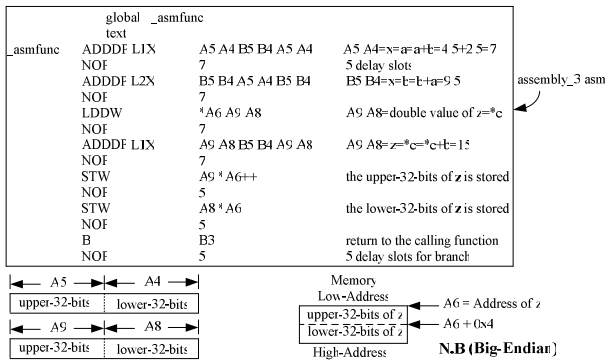 global _asmfunc
text
_asmfunc ADDDP L1X A5 A4 B5 B4 A5 A4 A5 A4=x=a=a+b=4 5+2 5=7
NOP 7 5 delay slots
ADDDP L2X B5 B4 A5 A4 B5 B4 B5 B4=x=b=b+a=9 5
NOP 7
LDDW *A6 A9 A8 A9 A8=double value of z=*c
NOP 7
ADDDP L1X A9 A8 B5 B4 A9 A8 A9 A8=z=*c=*c+b=15
NOP 7
STW A9 *A6++ the upper-32-bits of z is stored
NOP 5
STW A8 *A6 the lower-32-bits of z is stored
NOP 5
B B3 return to the calling function
NOP 5 5 delay slots for branch
assembly_3 asm
A5 A4
upper-32-bits lower-32-bits
A9 A8
upper-32-bits lower-32-bits
Memory
Low-Address
upper-32-bits of z
lower-32-bits of z
High-Address
A6 = Address of z
A6 + 0x4
N.B (Big-Endian)